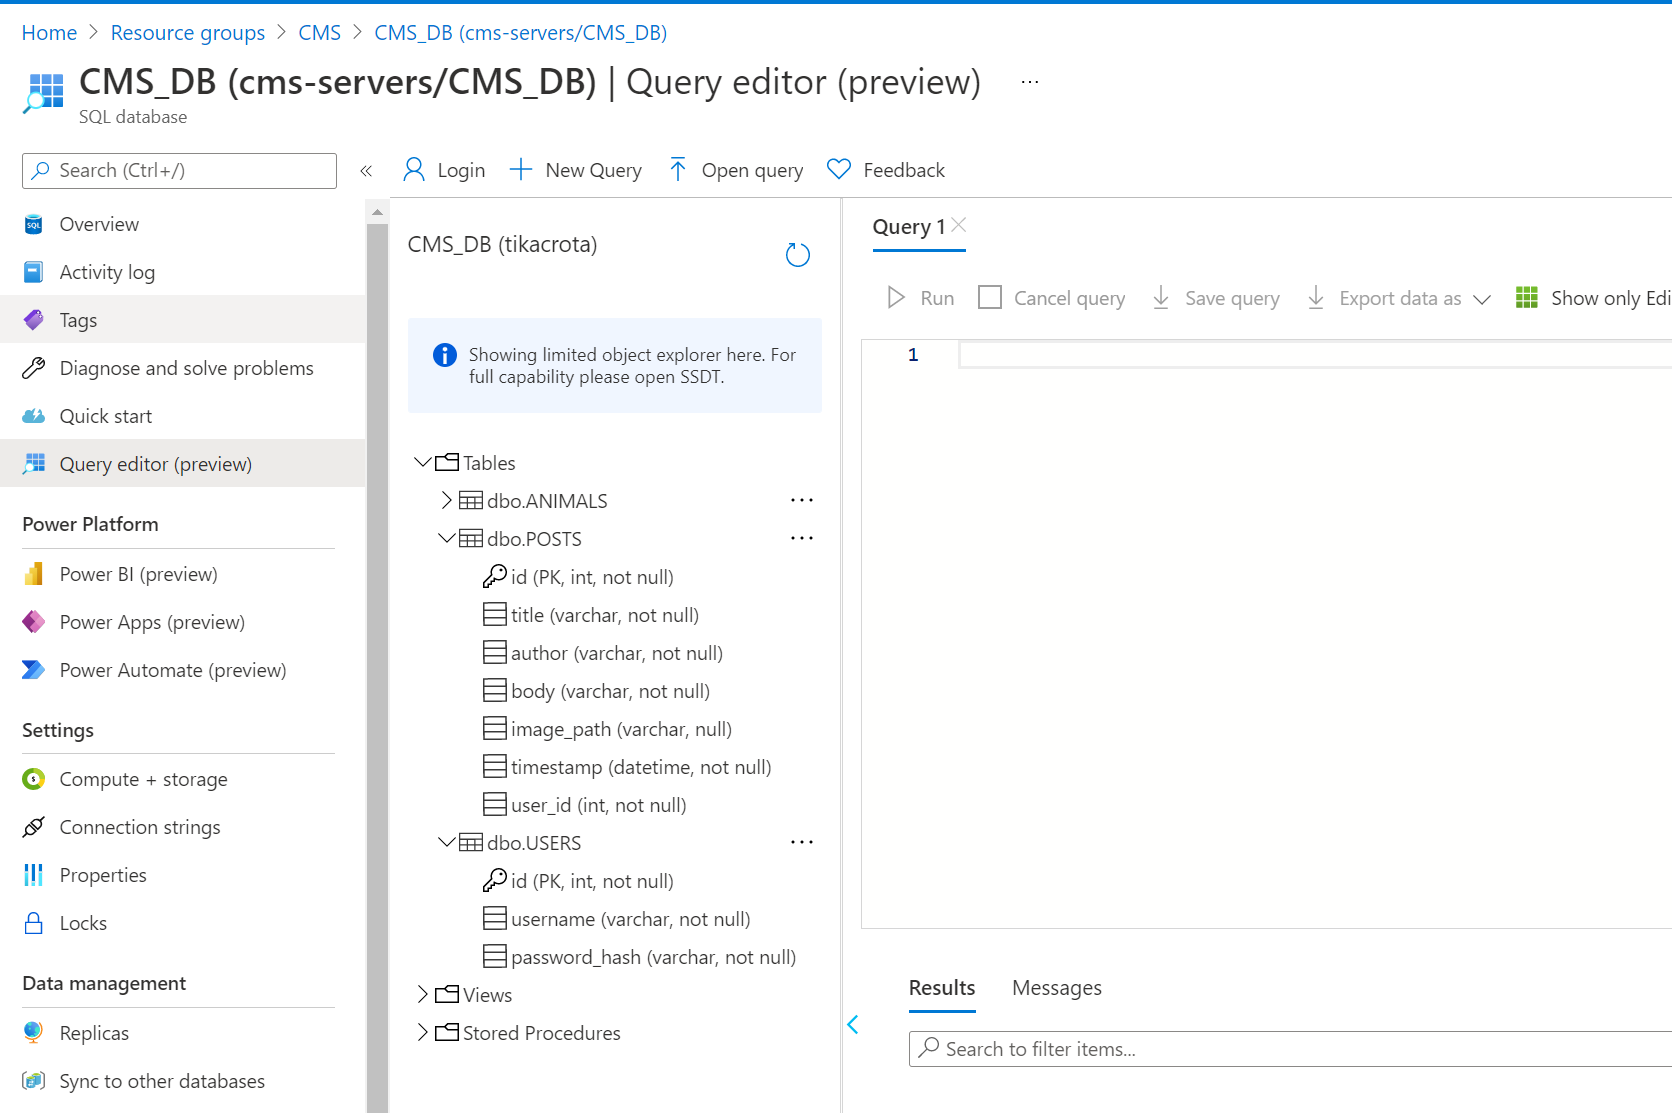 Home > Resource groups > CMS > CMS_DB (cms-servers/CMS_DB)
CMS_DB (cms-servers/CMS_DB) | Query editor (preview) ...
SQL database
Search (Ctrl+/)
«
Login
New Query
Open query
Feedback
SQL
Overview
Activity log
Tags
Diagnose and solve problems
Quick start
Query editor (preview)
Power Platform
Power BI (preview)
Power Apps (preview)
Power Automate (preview)
Settings
Compute + storage
Connection strings
Properties
Locks
Data management
Replicas
Sync to other databases
CMS_DB (tikacrota)
Showing limited object explorer here. For
full capability please open SSDT.
Tables
dbo.ANIMALS ...
dbo.POSTS ...
id (PK, int, not null)
title (varchar, not null)
author (varchar, not null)
body (varchar, not null)
image_path (varchar, null)
timestamp (datetime, not null)
user_id (int, not null)
dbo.USERS ...
id (PK, int, not null)
username (varchar, not null)
password_hash (varchar, not null)
Views
Stored Procedures
Query 1
Run
Cancel query
Save query
Export data as
Show only Edi
1
Results
Messages
Search to filter items...